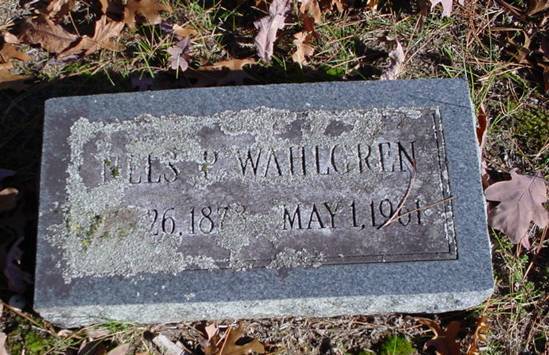 NELS P. WAHLGREN
26, 1873 MAY 1, 1961